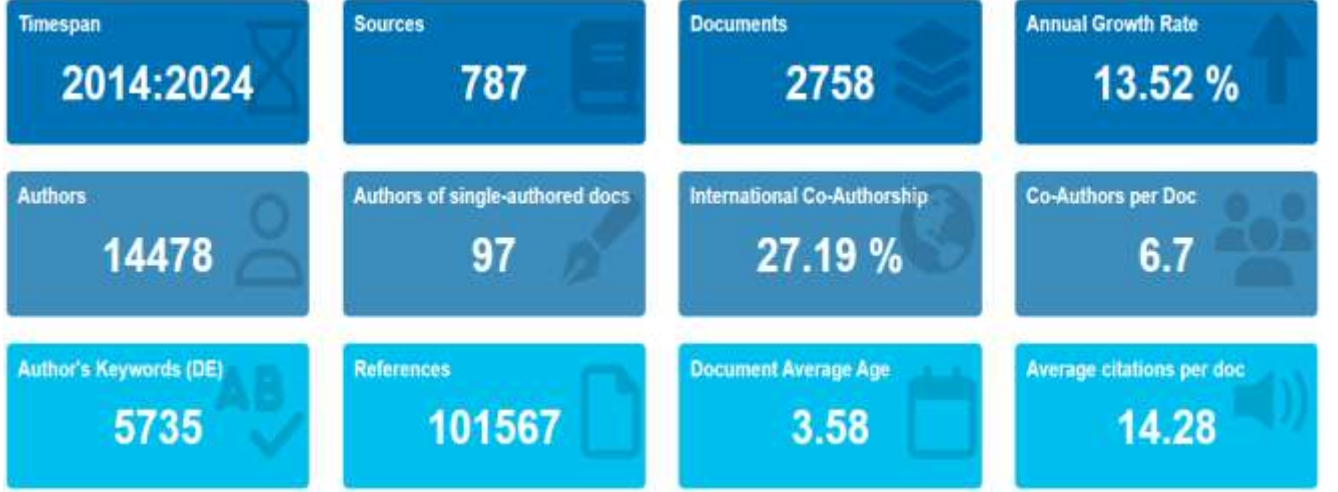 Timespan
2014:2024
Sources
787
Documents
2758
Annual Growth Rate
13.52 %
Authors
14478
Authors of single-authored docs
97
International Co-Authorship
27.19 %
Co-Authors per Doc
6.7
Author's Keywords (DE)
5735
AB
References
101567
Document Average Age
3.58
Average citations per doc
14.28